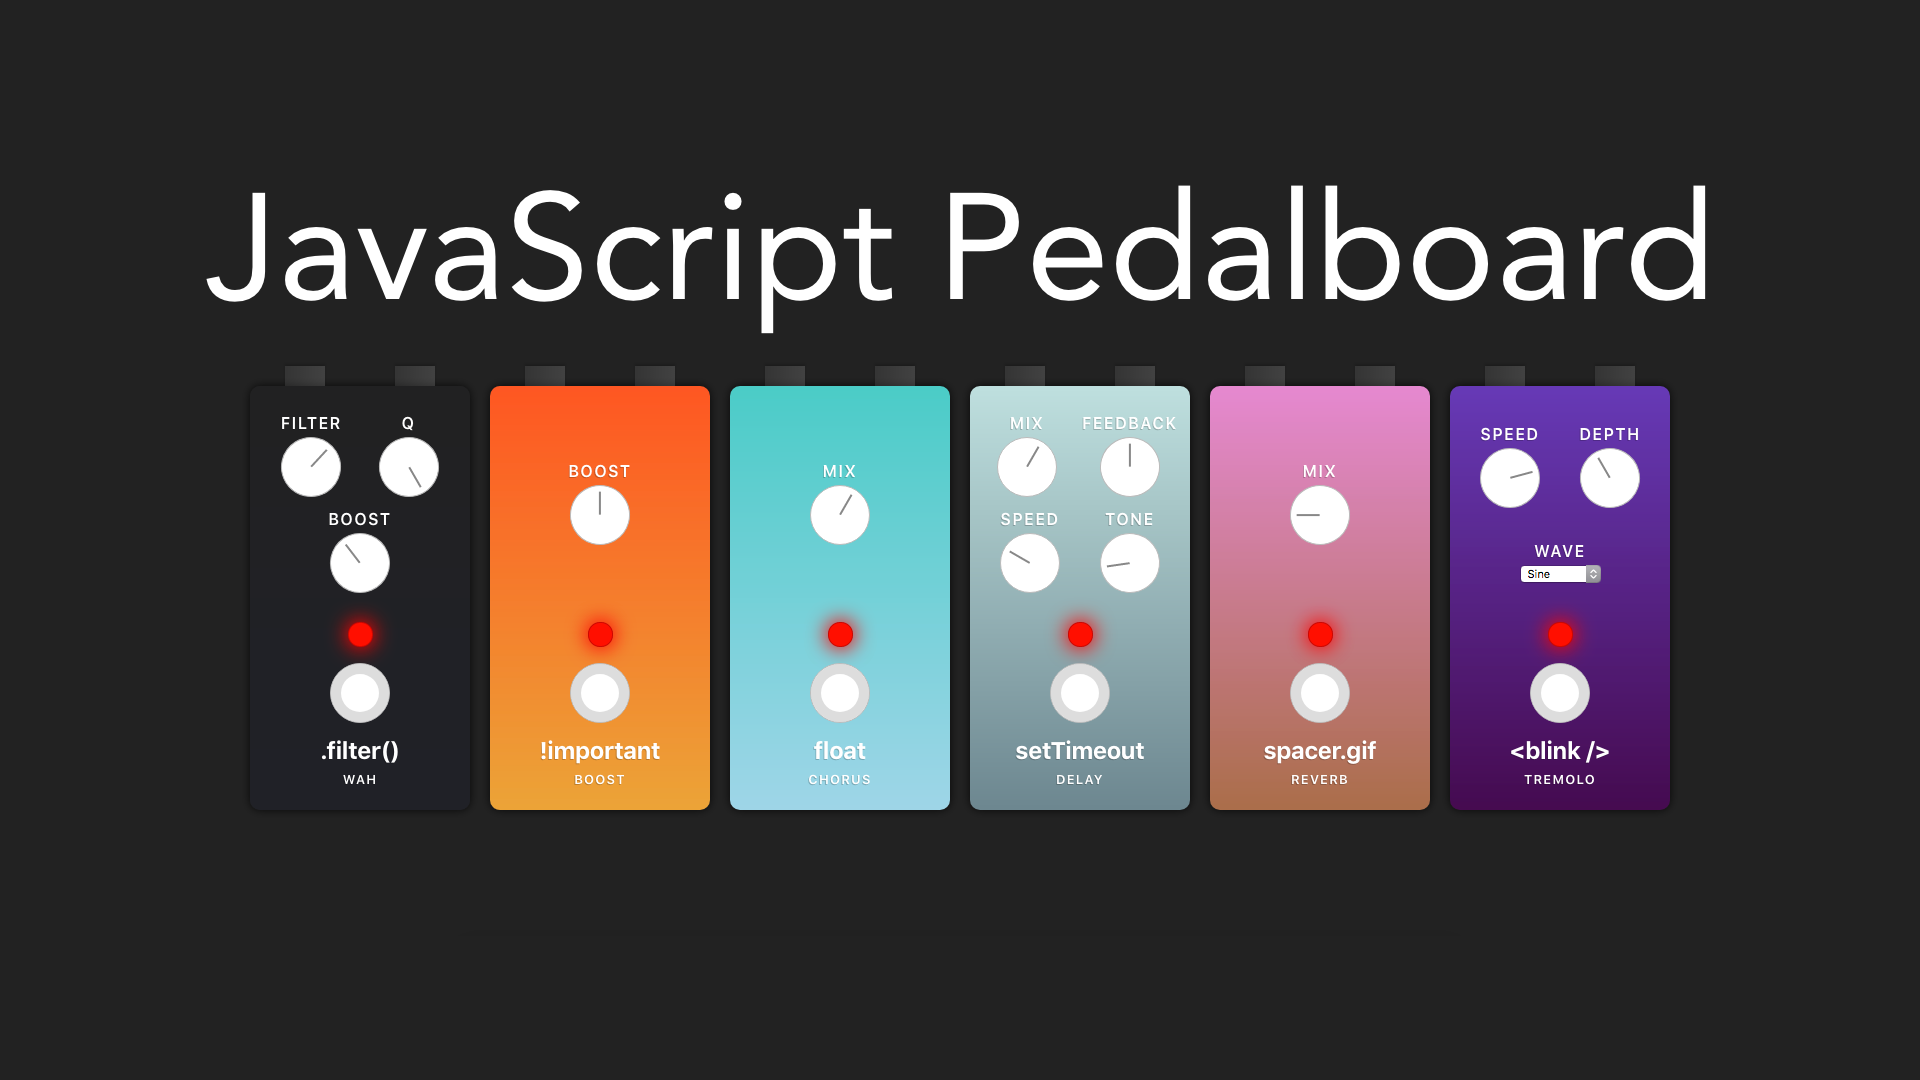 JavaScript Pedalboard
FILTER Q
BOOST
.filter()
WAH
BOOST
!important
BOOST
MIX
float
CHORUS
MIX FEEDBACK
SPEED TONE
setTimeout
DELAY
MIX
spacer.gif
REVERB
SPEED DEPTH
WAVE
Sine
<blink />
TREMOLO